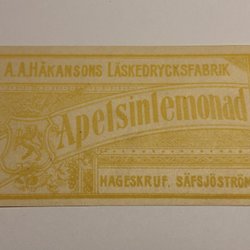 A.A.HÅKANSONS LÄSKEDRYCKSFABRIK
Apelsinlemonad
HAGESKRUF. SÄFSJÖSTRÖM